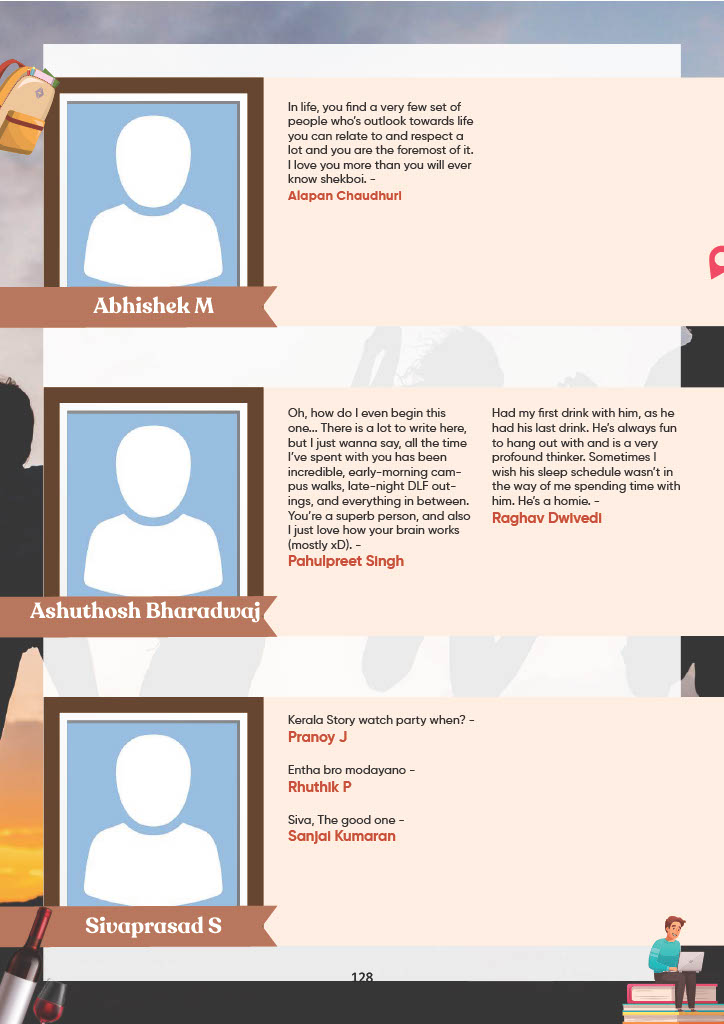 In life, you find a very few set of
people who's outlook towards life
you can relate to and respect a
lot and you are the foremost of it.
I love you more than you will ever
know shekboi. -
Alapan Chaudhuri
Abhishek M
Oh, how do I even begin this
one... There is a lot to write here,
but I just wanna say, all the time
I've spent with you has been
incredible, early-morning cam-
pus walks, late-night DLF out-
ings, and everything in between.
You're a superb person, and also
I just love how your brain works
(mostly xD). -
Pahulpreet Singh
Had my first drink with him, as he
had his last drink. He's always fun
to hang out with and is a very
profound thinker. Sometimes I
wish his sleep schedule wasn't in
the way of me spending time with
him. He's a homie. -
Raghav Dwivedi
Ashuthosh Bharadwaj
Kerala Story watch party when? -
Pranoy J
Entha bro modayano -
Rhuthik P
Siva, The good one -
Sanjai Kumaran
Sivaprasad S
128